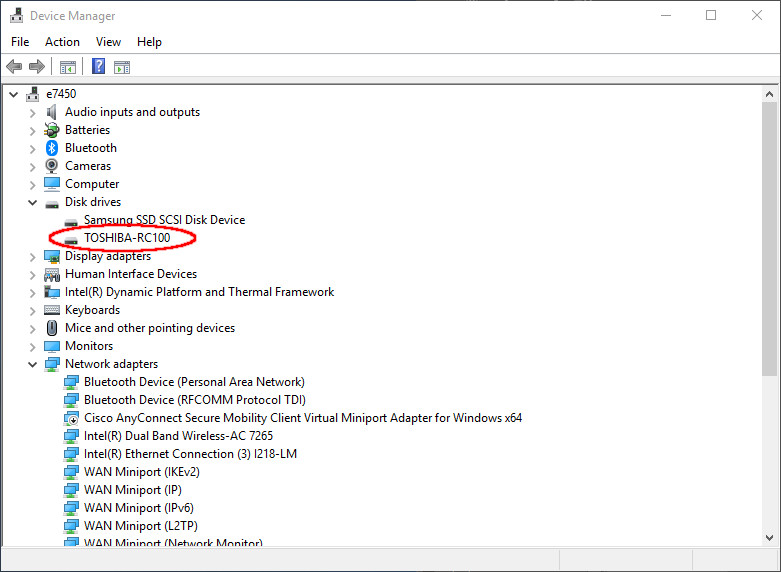 Device Manager
File Action View Help
e7450
Audio inputs and outputs
Batteries
Bluetooth
Cameras
Computer
Disk drives
Samsung SSD SCSI Disk Device
TOSHIBA-RC100
Display adapters
Human Interface Devices
Intel(R) Dynamic Platform and Thermal Framework
Keyboards
Mice and other pointing devices
Monitors
Network adapters
Bluetooth Device (Personal Area Network)
Bluetooth Device (RFCOMM Protocol TDI)
Cisco AnyConnect Secure Mobility Client Virtual Miniport Adapter for Windows x64
Intel(R) Dual Band Wireless-AC 7265
Intel(R) Ethernet Connection (3) I218-LM
WAN Miniport (IKEv2)
WAN Miniport (IP)
WAN Miniport (IPv6)
WAN Miniport (L2TP)
WAN Miniport (Network Monitor)